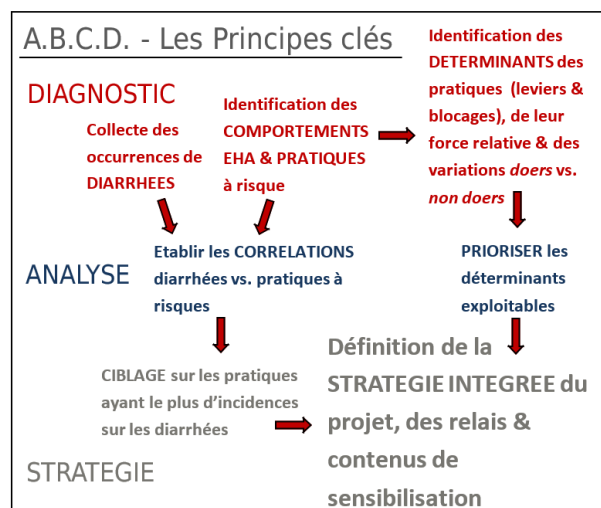 A.B.C.D. - Les Principes clés
DIAGNOSTIC
Collecte des
occurrences de
DIARRHEES
Identification des
COMPORTEMENTS
EHA & PRATIQUES
à risque
Identification des
DETERMINANTS des
pratiques (leviers &
blocages), de leur
force relative & des
variations doers vs.
non doers
ANALYSE
Etablir les CORRELATIONS
diarrhées vs. pratiques à
risques
PRIORISER les
déterminants
exploitables
CIBLAGE sur les pratiques
ayant le plus d’incidences
sur les diarrhées
Définition de la
STRATEGIE INTEGREE du
projet, des relais &
contenus de
sensibilisation
STRATEGIE